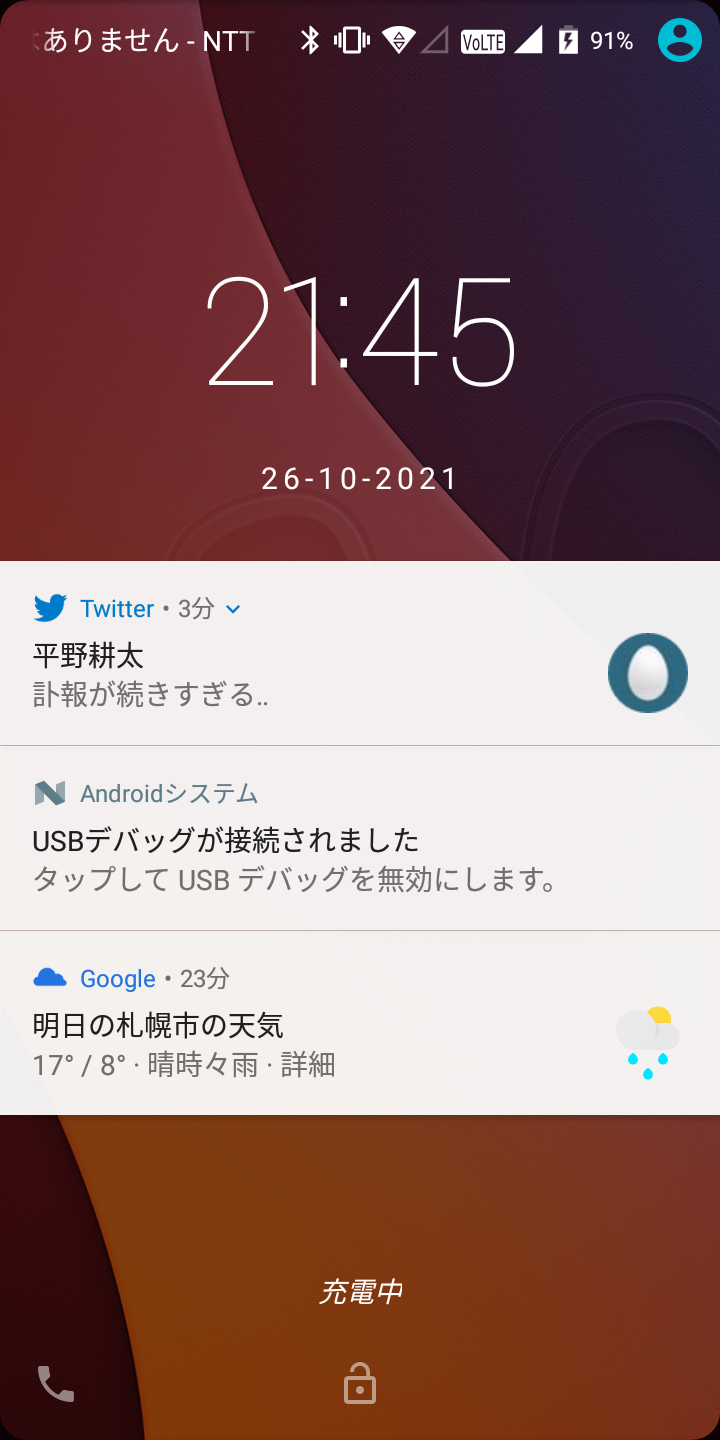 ありません - NTT
VoLTE
91%
21:45
26-10-2021
Twitter • 3分
平野耕太
訃報が続きすぎる..
Androidシステム
USBデバッグが接続されました
タップして USB デバッグを無効にします。
Google • 23分
明日の札幌市の天気
17° / 8° · 晴時々雨 · 詳細
充電中